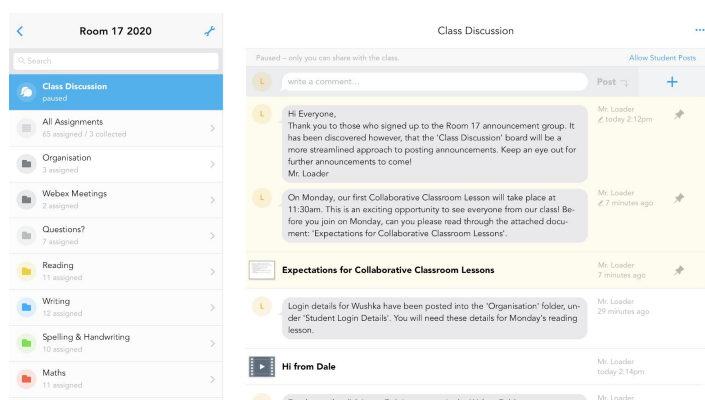 Room 17 2020
Search
Class Discussion
paused
All Assignments
65 assigned / 3 collected
Organisation
3 assigned
Webex Meetings
2 assigned
Questions?
7 assigned
Reading
11 assigned
Writing
12 assigned
Spelling & Handwriting
10 assigned
Maths
11 assigned
Class Discussion
Paused – only you can share with the class.
Allow Student Posts
L
write a comment...
Post
L
Hi Everyone,
Thank you to those who signed up to the Room 17 announcement group. It
has been discovered however, that the 'Class Discussion' board will be a
more streamlined approach to posting announcements. Keep an eye out for
further announcements to come!
Mr. Loader
Mr. Loader
today 2:12pm
L
On Monday, our first Collaborative Classroom Lesson will take place at
11:30am. This is an exciting opportunity to see everyone from our class! Be-
fore you join on Monday, can you please read through the attached docu-
ment: 'Expectations for Collaborative Classroom Lessons'.
Mr. Loader
7 minutes ago
Expectations for Collaborative Classroom Lessons
Mr. Loader
7 minutes ago
L
Login details for Wushka have been posted into the 'Organisation' folder, un-
der 'Student Login Details'. You will need these details for Monday's reading
lesson.
Mr. Loader
29 minutes ago
Hi from Dale
Mr. Loader
today 2:14pm
Mr. Loader